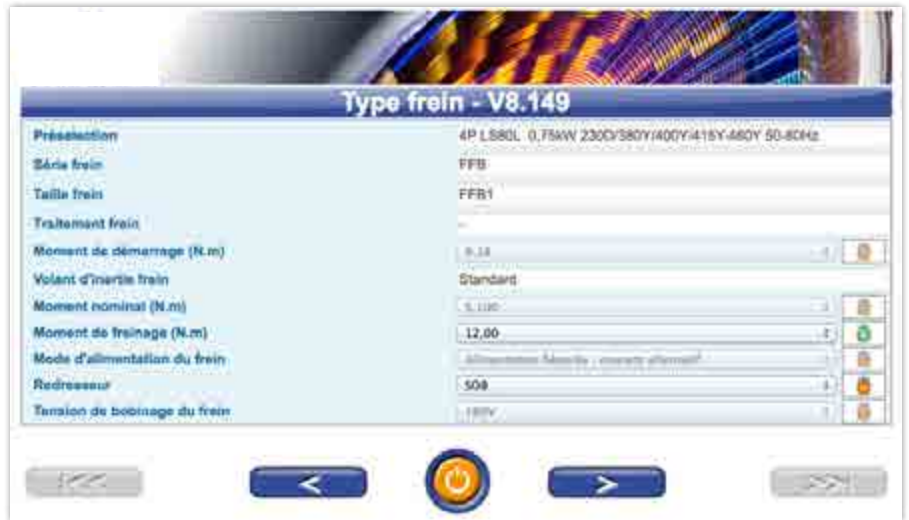 Type frein - V8.149
Présélection 4P LS80L 0,75kW 230D/380Y/400Y/415Y-460Y 50-60Hz
Série frein FFB
Taille frein FFB1
Traitement frein -
Moment de démarrage (N.m)
Volant d'inertie frein Standard
Moment nominal (N.m)
Moment de freinage (N.m) 12,00
Mode d'alimentation du frein
Redresseur SO8
Tension de bobinage du frein 180V
|<< < > >>|